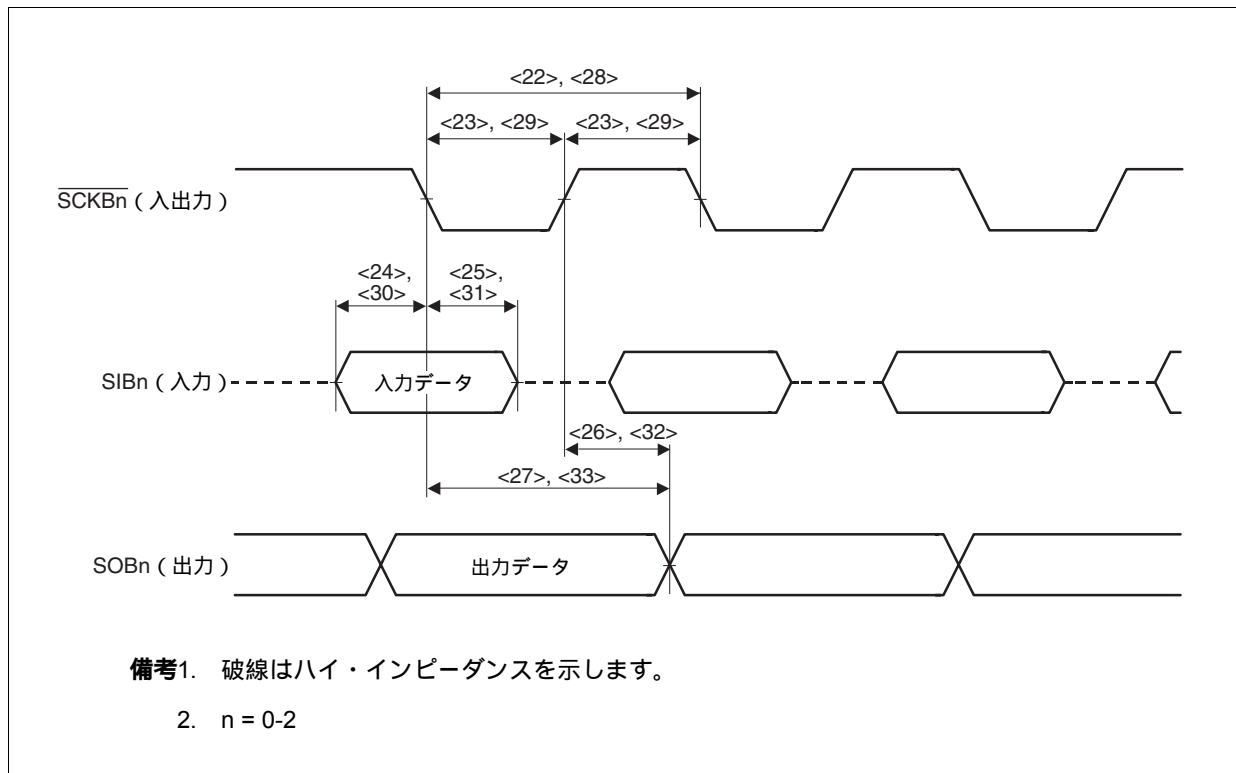 <22>, <28>
<23>, <29> <23>, <29>
SCKBn（入出力）
<24>, <25>,
<30> <31>
SIBn（入力） 入力データ
<26>, <32>
<27>, <33>
SOBn（出力） 出力データ
備考1. 破線はハイ・インピーダンスを示します。
2. n = 0-2